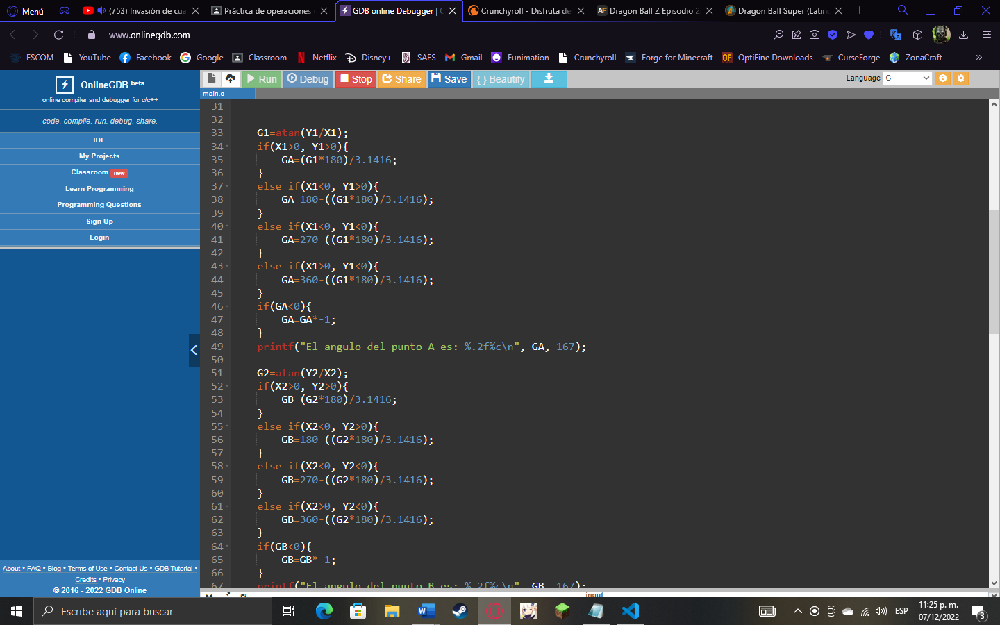 Menú
(753) Invasión de cua
Práctica de operaciones
GDB online Debugger | C
Crunchyroll - Disfruta de
Dragon Ball Z Episodio 2
Dragon Ball Super (Latino
www.onlinegdb.com
ESCOM YouTube Facebook Google Classroom Netflix Disney+ SAES Gmail Funimation Crunchyroll Forge for Minecraft OptiFine Downloads CurseForge ZonaCraft »
OnlineGDB beta
online compiler and debugger for c/c++
code. compile. run. debug. share.
IDE
My Projects
Classroom new
Learn Programming
Programming Questions
Sign Up
Login
About • FAQ • Blog • Terms of Use • Contact Us • GDB Tutorial •
Credits • Privacy
© 2016 - 2022 GDB Online
Run Debug Stop Share Save { } Beautify
Language C
main.c
31
32
33 G1=atan(Y1/X1);
34 if(X1>0, Y1>0){
35 GA=(G1*180)/3.1416;
36 }
37 else if(X1<0, Y1>0){
38 GA=180-((G1*180)/3.1416);
39 }
40 else if(X1<0, Y1<0){
41 GA=270-((G1*180)/3.1416);
42 }
43 else if(X1>0, Y1<0){
44 GA=360-((G1*180)/3.1416);
45 }
46 if(GA<0){
47 GA=GA*-1;
48 }
49 printf("El angulo del punto A es: %.2f%c\n", GA, 167);
50
51 G2=atan(Y2/X2);
52 if(X2>0, Y2>0){
53 GB=(G2*180)/3.1416;
54 }
55 else if(X2<0, Y2>0){
56 GB=180-((G2*180)/3.1416);
57 }
58 else if(X2<0, Y2<0){
59 GB=270-((G2*180)/3.1416);
60 }
61 else if(X2>0, Y2<0){
62 GB=360-((G2*180)/3.1416);
63 }
64 if(GB<0){
65 GB=GB*-1;
66 }
67 printf("El angulo del punto B es: %.2f%c\n", GB, 167);
input
Escribe aquí para buscar
ESP
11:25 p. m.
07/12/2022
3